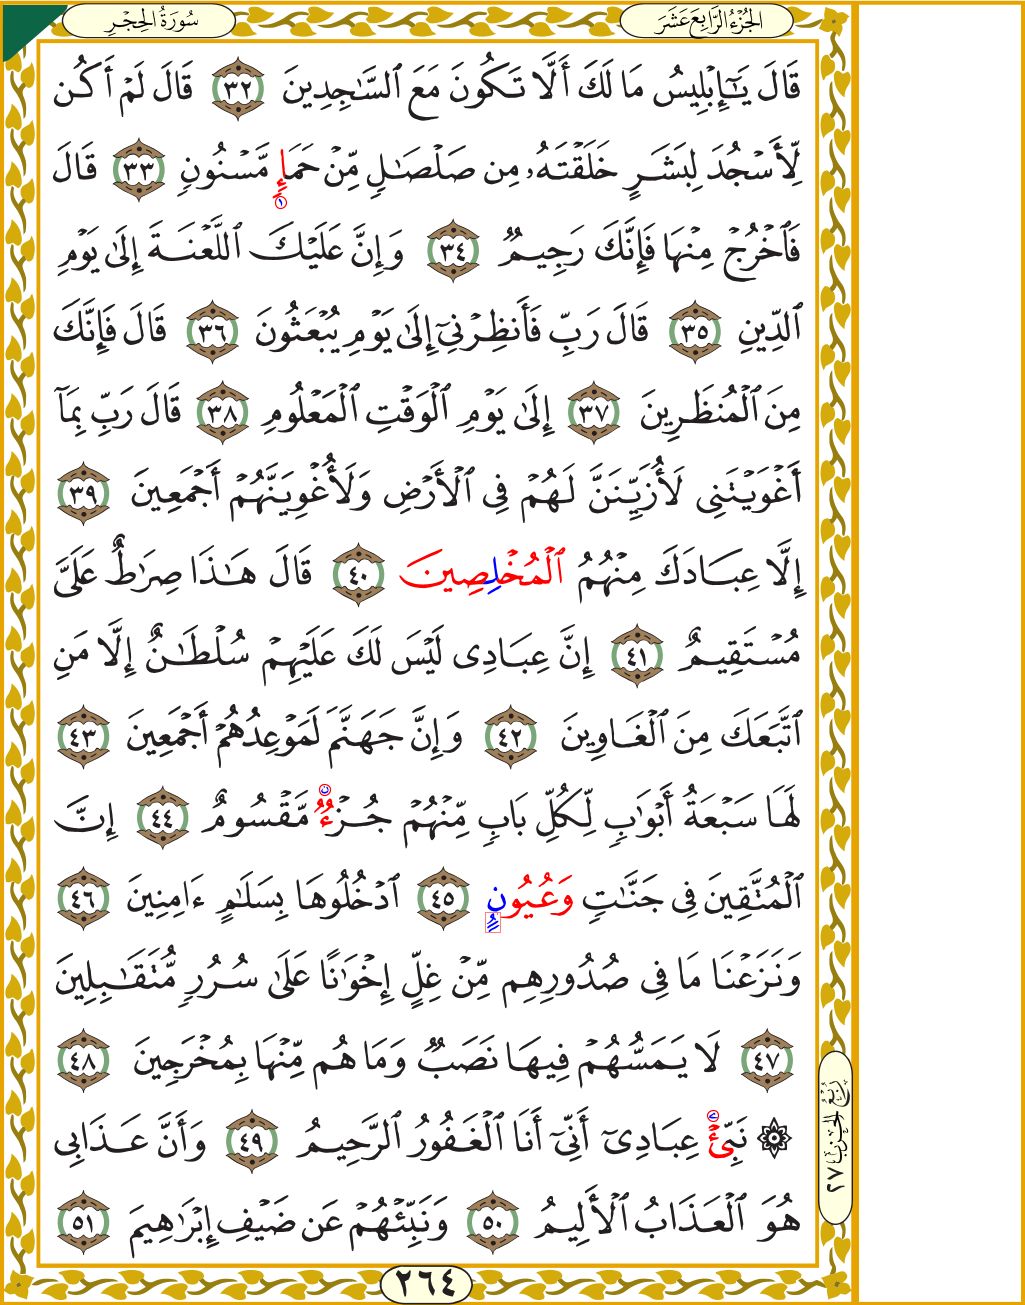 سُورَةُ الحِجْرِ
الجُزْءُ الرَّابِعَ عَشَرَ
قَالَ يَٰٓإِبْلِيسُ مَا لَكَ أَلَّا تَكُونَ مَعَ ٱلسَّٰجِدِينَ ٣٢ قَالَ لَمْ أَكُن
لِّأَسْجُدَ لِبَشَرٍ خَلَقْتَهُۥ مِن صَلْصَٰلٍ مِّنْ حَمَإٍ مَّسْنُونٍ ٣٣ قَالَ
١
فَٱخْرُجْ مِنْهَا فَإِنَّكَ رَجِيمٌ ٣٤ وَإِنَّ عَلَيْكَ ٱللَّعْنَةَ إِلَىٰ يَوْمِ
ٱلدِّينِ ٣٥ قَالَ رَبِّ فَأَنظِرْنِىٓ إِلَىٰ يَوْمِ يُبْعَثُونَ ٣٦ قَالَ فَإِنَّكَ
مِنَ ٱلْمُنظَرِينَ ٣٧ إِلَىٰ يَوْمِ ٱلْوَقْتِ ٱلْمَعْلُومِ ٣٨ قَالَ رَبِّ بِمَآ
أَغْوَيْتَنِى لَأُزَيِّنَنَّ لَهُمْ فِى ٱلْأَرْضِ وَلَأُغْوِيَنَّهُمْ أَجْمَعِينَ ٣٩
إِلَّا عِبَادَكَ مِنْهُمُ ٱلْمُخْلِصِينَ ٤٠ قَالَ هَٰذَا صِرَٰطٌ عَلَىَّ
مُسْتَقِيمٌ ٤١ إِنَّ عِبَادِى لَيْسَ لَكَ عَلَيْهِمْ سُلْطَٰنٌ إِلَّا مَنِ
ٱتَّبَعَكَ مِنَ ٱلْغَاوِينَ ٤٢ وَإِنَّ جَهَنَّمَ لَمَوْعِدُهُمْ أَجْمَعِينَ ٤٣
لَهَا سَبْعَةُ أَبْوَٰبٍ لِّكُلِّ بَابٍ مِّنْهُمْ جُزْءٌ مَّقْسُومٌ ٤٤ إِنَّ
ٱلْمُتَّقِينَ فِى جَنَّٰتٍ وَعُيُونٍ ٤٥ ٱدْخُلُوهَا بِسَلَٰمٍ ءَامِنِينَ ٤٦
وَنَزَعْنَا مَا فِى صُدُورِهِم مِّنْ غِلٍّ إِخْوَٰنًا عَلَىٰ سُرُرٍ مُّتَقَٰبِلِينَ
٤٧ لَا يَمَسُّهُمْ فِيهَا نَصَبٌ وَمَا هُم مِّنْهَا بِمُخْرَجِينَ ٤٨
۞ نَبِّئْ عِبَادِىٓ أَنِّىٓ أَنَا ٱلْغَفُورُ ٱلرَّحِيمُ ٤٩ وَأَنَّ عَذَابِى
هُوَ ٱلْعَذَابُ ٱلْأَلِيمُ ٥٠ وَنَبِّئْهُمْ عَن ضَيْفِ إِبْرَٰهِيمَ ٥١
رُبْعُ الحِزْبِ ٢٧
٢٦٤